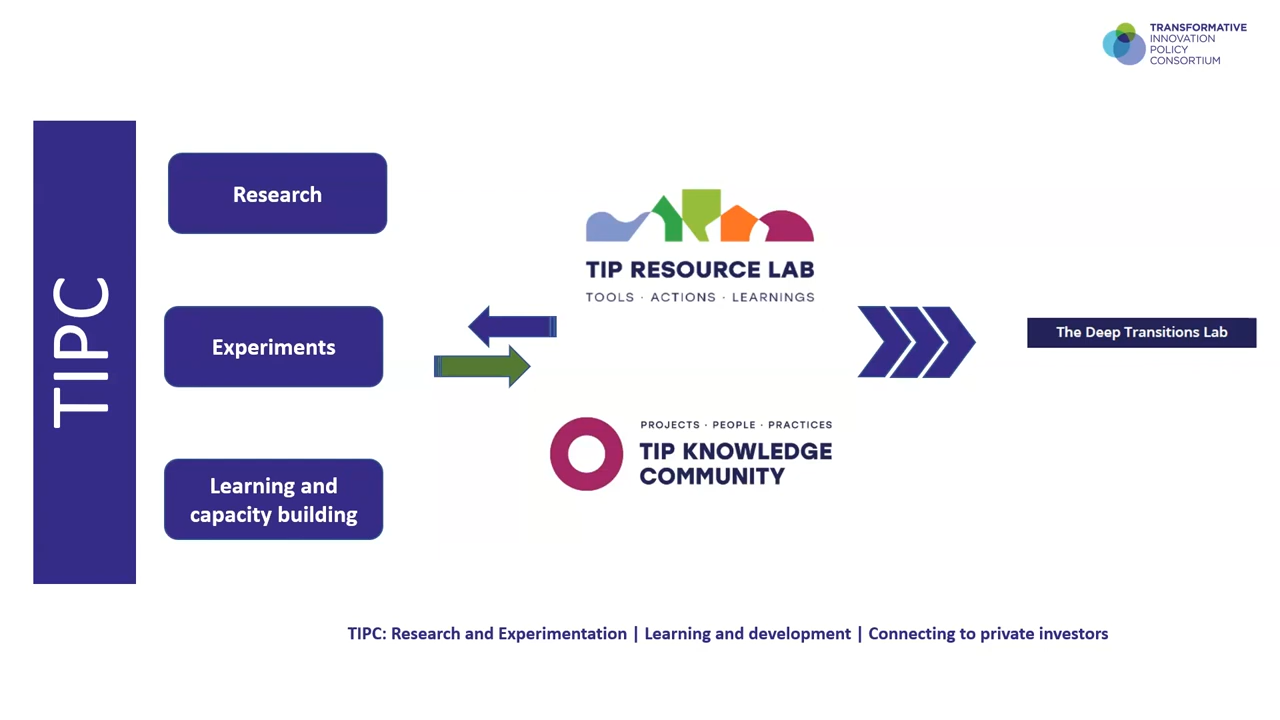 TRANSFORMATIVE
INNOVATION
POLICY
CONSORTIUM
TIPC
Research
Experiments
Learning and
capacity building
TIP RESOURCE LAB
TOOLS · ACTIONS · LEARNINGS
PROJECTS · PEOPLE · PRACTICES
TIP KNOWLEDGE
COMMUNITY
The Deep Transitions Lab
TIPC: Research and Experimentation | Learning and development | Connecting to private investors